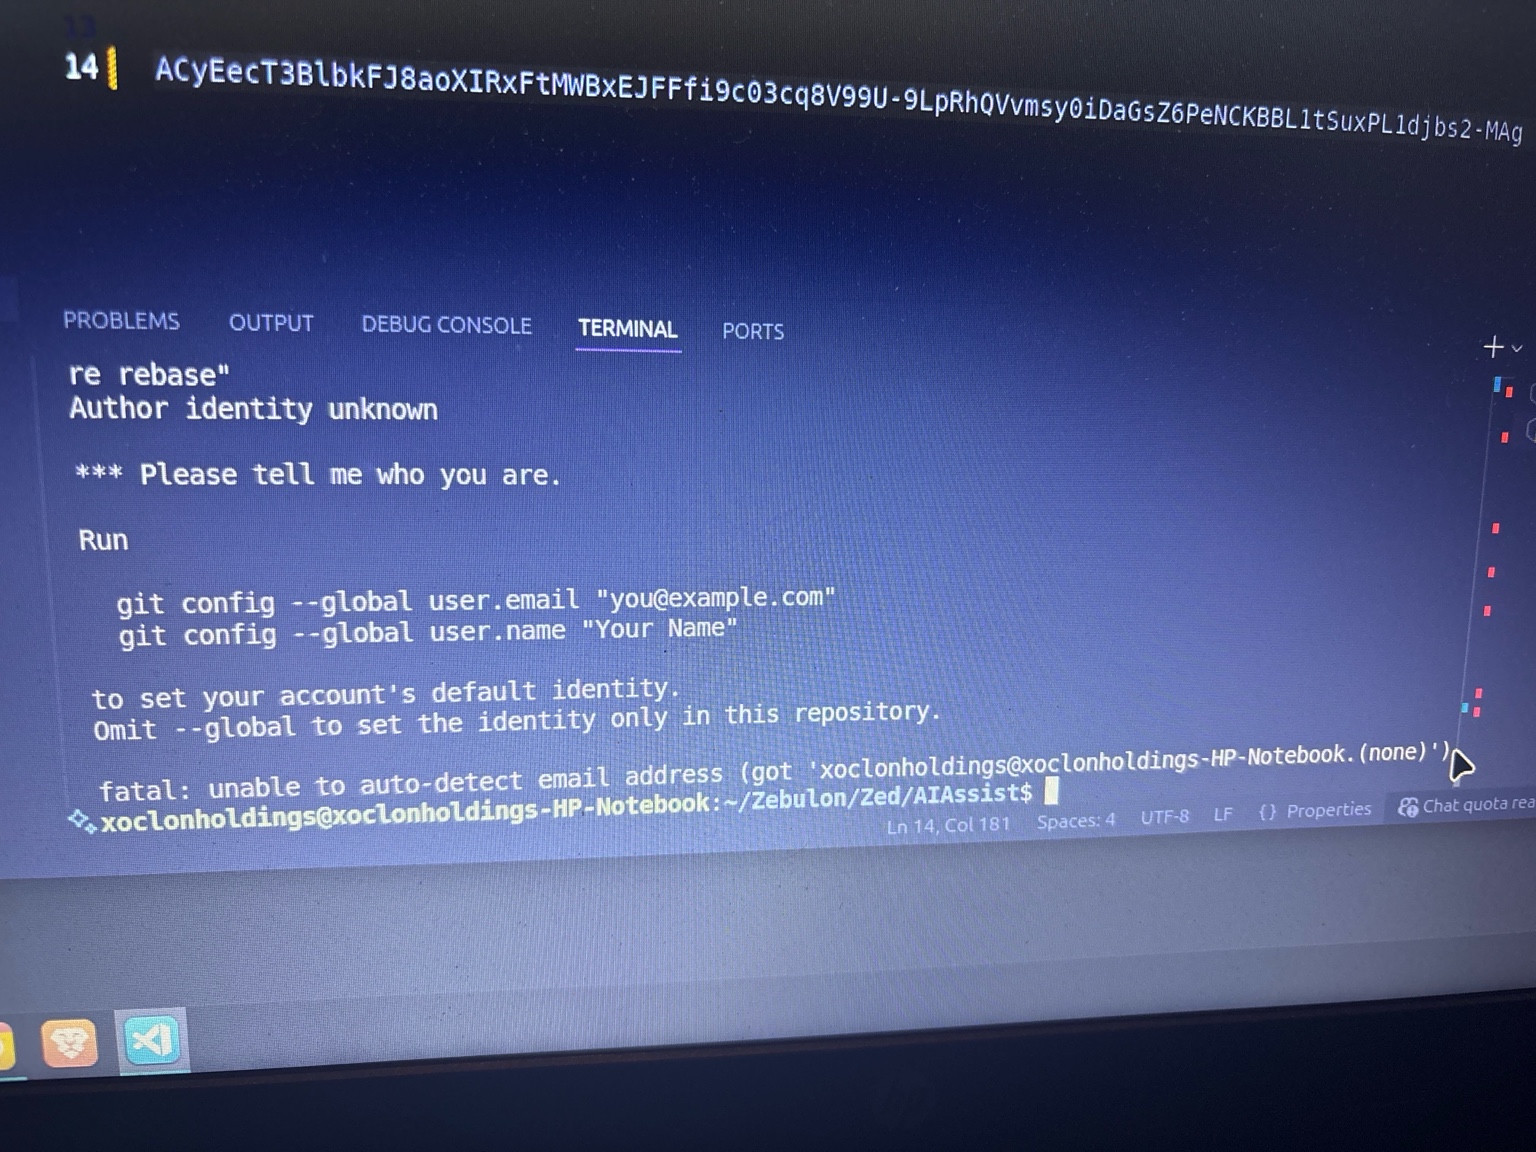 13
14 ACyEecT3BlbkFJ8aoXIRxFtMWBxEJFFfi9c03cq8V99U-9LpRhQVvmsy0iDaGsZ6PeNCKBBL1tSuxPL1djbs2-MAg
PROBLEMS OUTPUT DEBUG CONSOLE TERMINAL PORTS
re rebase"
Author identity unknown
*** Please tell me who you are.
Run
git config --global user.email "you@example.com"
git config --global user.name "Your Name"
to set your account's default identity.
Omit --global to set the identity only in this repository.
fatal: unable to auto-detect email address (got 'xoclonholdings@xoclonholdings-HP-Notebook.(none)')
xoclonholdings@xoclonholdings-HP-Notebook:~/Zebulon/Zed/AIAssist$
Ln 14, Col 181 Spaces: 4 UTF-8 LF {} Properties Chat quota rea